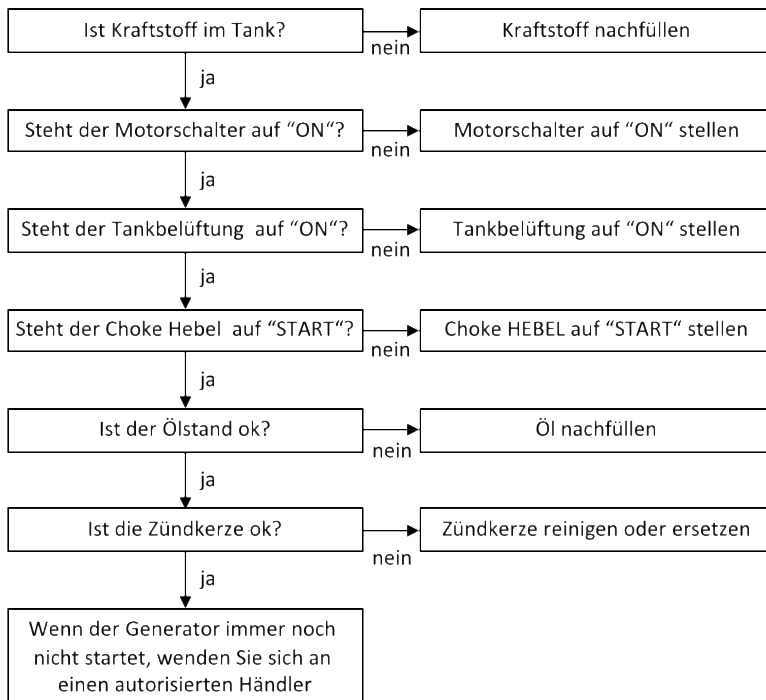 Ist Kraftstoff im Tank?
nein
Kraftstoff nachfüllen
ja
Steht der Motorschalter auf “ON“?
nein
Motorschalter auf “ON“ stellen
ja
Steht der Tankbelüftung auf “ON“?
nein
Tankbelüftung auf “ON“ stellen
ja
Steht der Choke Hebel auf “START“?
nein
Choke HEBEL auf “START“ stellen
ja
Ist der Ölstand ok?
nein
Öl nachfüllen
ja
Ist die Zündkerze ok?
nein
Zündkerze reinigen oder ersetzen
ja
Wenn der Generator immer noch
nicht startet, wenden Sie sich an
einen autorisierten Händler